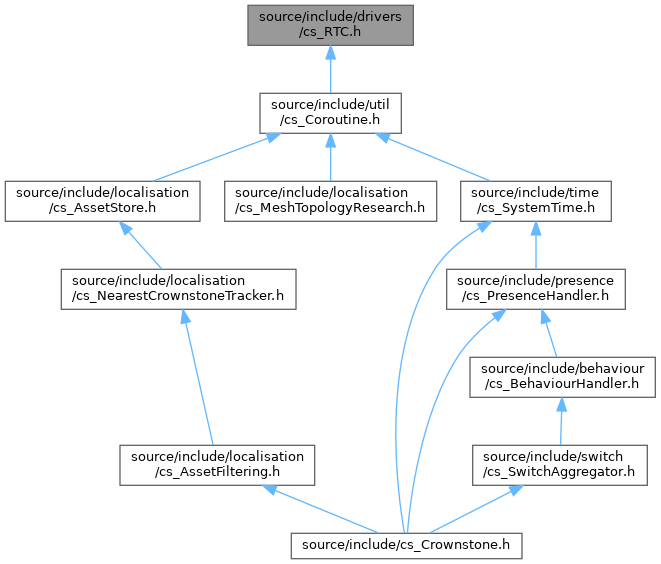 source/include/drivers
/cs_RTC.h
source/include/util
/cs_Coroutine.h
source/include/localisation
/cs_AssetStore.h
source/include/localisation
/cs_MeshTopologyResearch.h
source/include/time
/cs_SystemTime.h
source/include/localisation
/cs_NearestCrownstoneTracker.h
source/include/presence
/cs_PresenceHandler.h
source/include/behaviour
/cs_BehaviourHandler.h
source/include/localisation
/cs_AssetFiltering.h
source/include/switch
/cs_SwitchAggregator.h
source/include/cs_Crownstone.h